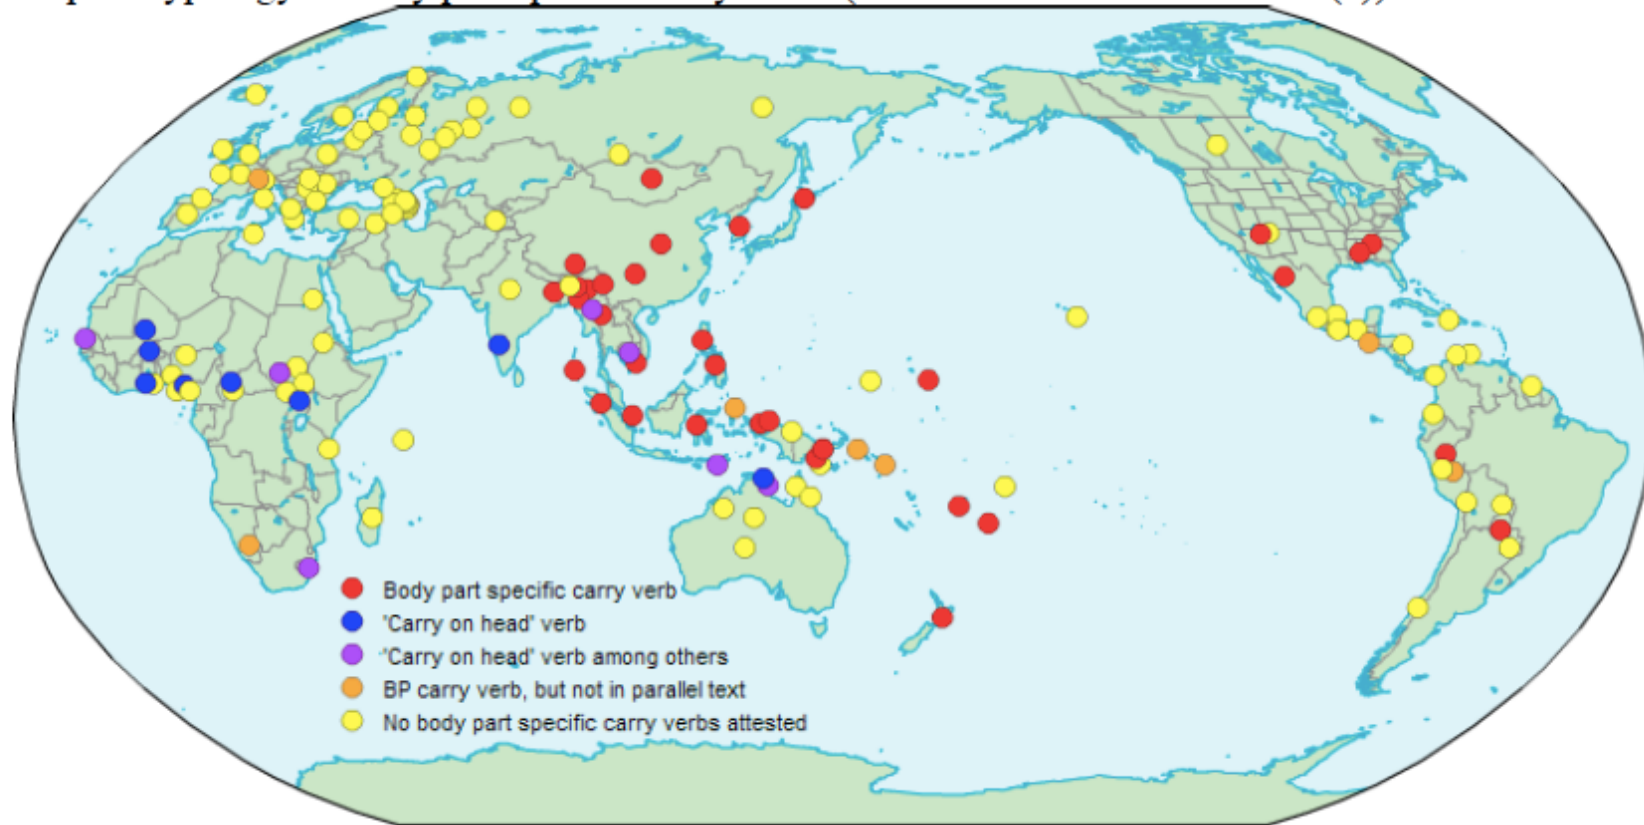 Body part specific carry verb
'Carry on head' verb
'Carry on head' verb among others
BP carry verb, but not in parallel text
No body part specific carry verbs attested